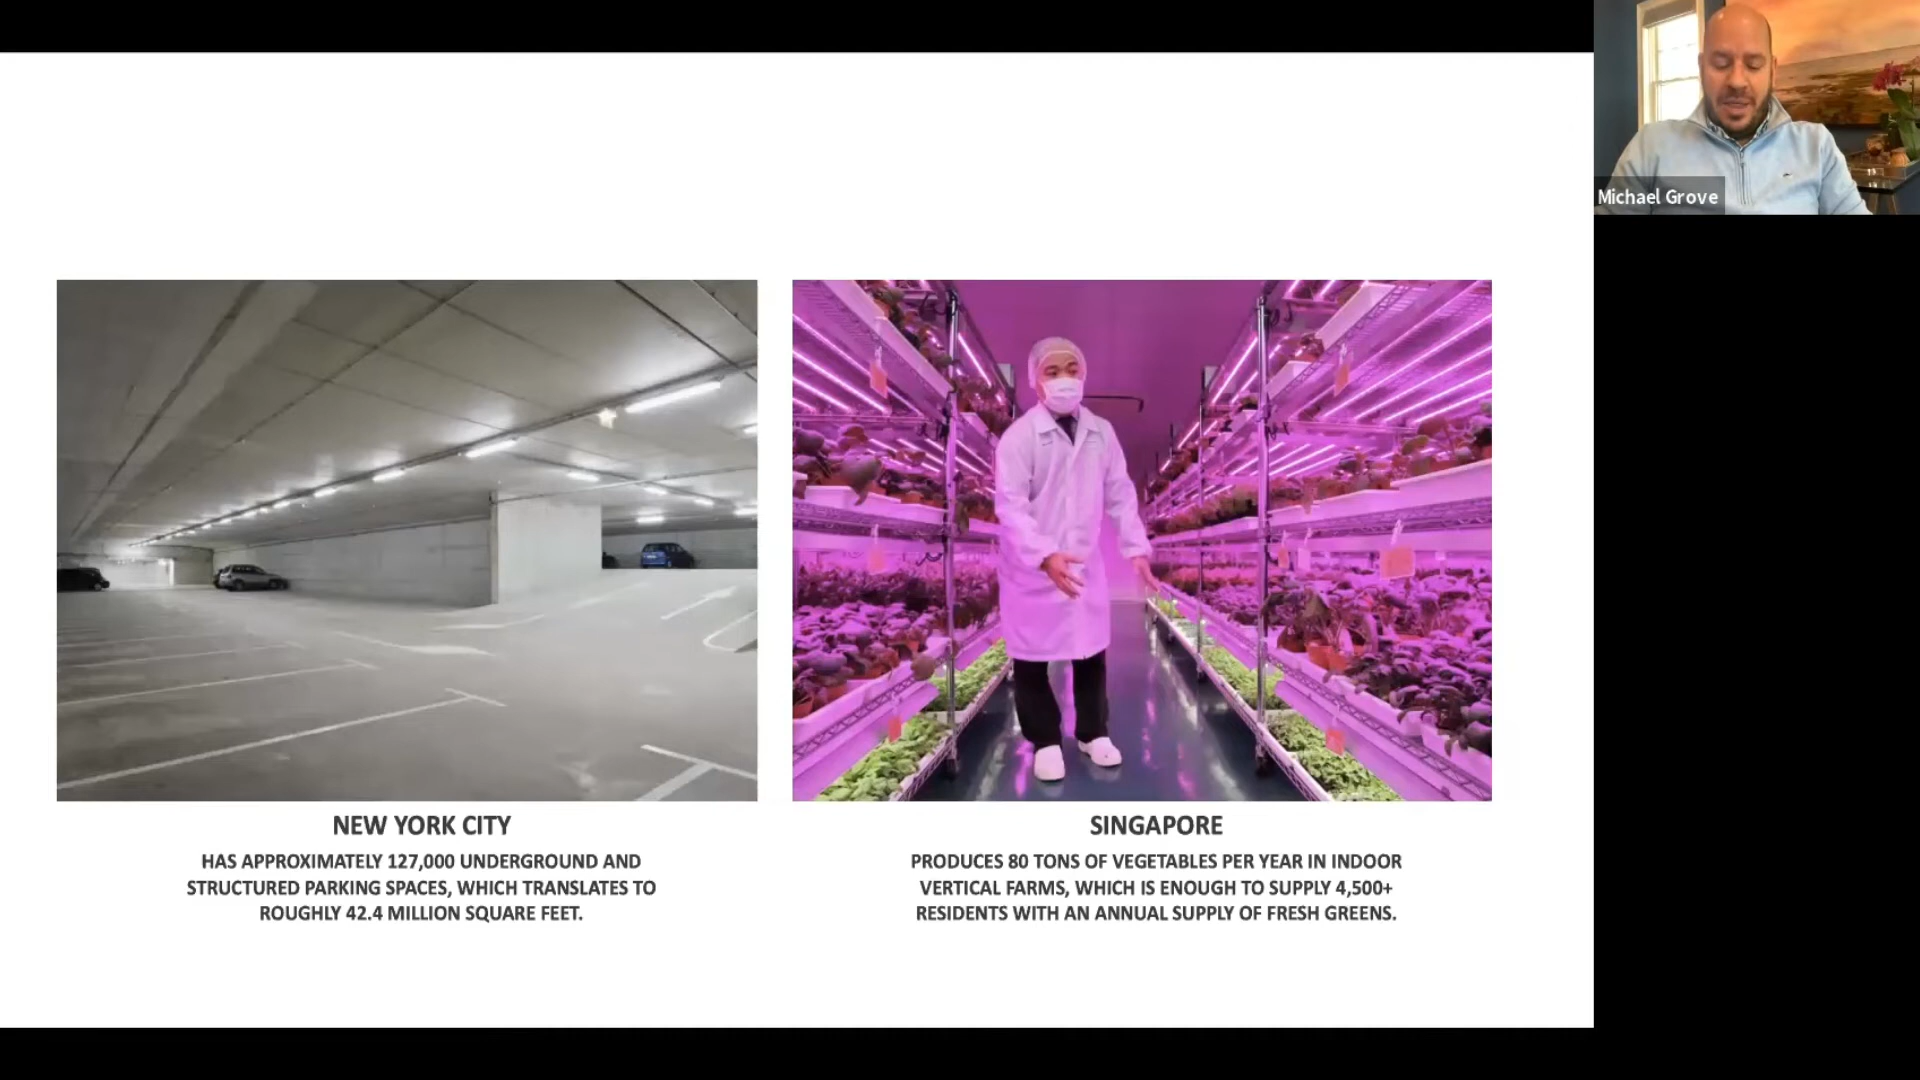 Michael Grove
NEW YORK CITY
HAS APPROXIMATELY 127,000 UNDERGROUND AND
STRUCTURED PARKING SPACES, WHICH TRANSLATES TO
ROUGHLY 42.4 MILLION SQUARE FEET.
SINGAPORE
PRODUCES 80 TONS OF VEGETABLES PER YEAR IN INDOOR
VERTICAL FARMS, WHICH IS ENOUGH TO SUPPLY 4,500+
RESIDENTS WITH AN ANNUAL SUPPLY OF FRESH GREENS.